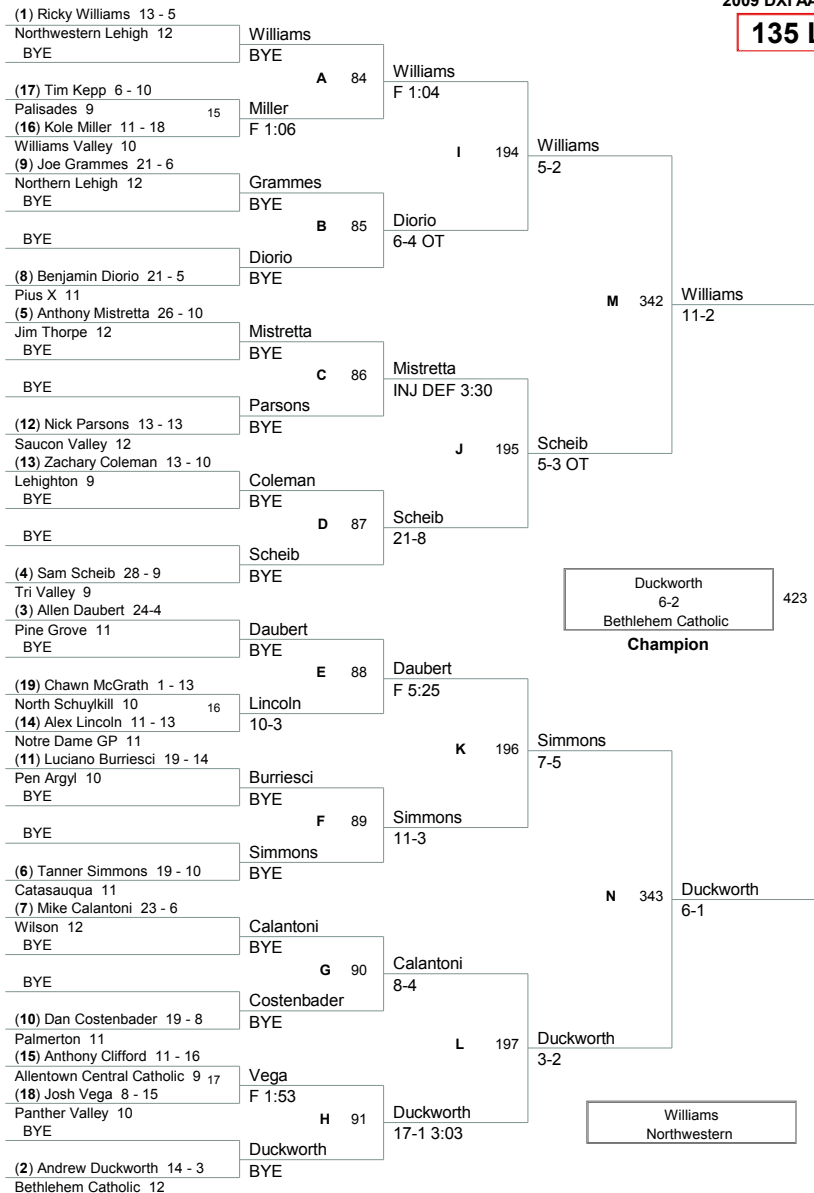 2009 DXI AA
135 L
(1) Ricky Williams 13 - 5
Northwestern Lehigh 12
BYE
(17) Tim Kepp 6 - 10
Palisades 9
15
(16) Kole Miller 11 - 18
Williams Valley 10
(9) Joe Grammes 21 - 6
Northern Lehigh 12
BYE
BYE
(8) Benjamin Diorio 21 - 5
Pius X 11
(5) Anthony Mistretta 26 - 10
Jim Thorpe 12
BYE
BYE
(12) Nick Parsons 13 - 13
Saucon Valley 12
(13) Zachary Coleman 13 - 10
Lehighton 9
BYE
BYE
(4) Sam Scheib 28 - 9
Tri Valley 9
(3) Allen Daubert 24-4
Pine Grove 11
BYE
(19) Chawn McGrath 1 - 13
North Schuylkill 10
16
(14) Alex Lincoln 11 - 13
Notre Dame GP 11
(11) Luciano Burriesci 19 - 14
Pen Argyl 10
BYE
BYE
(6) Tanner Simmons 19 - 10
Catasauqua 11
(7) Mike Calantoni 23 - 6
Wilson 12
BYE
BYE
(10) Dan Costenbader 19 - 8
Palmerton 11
(15) Anthony Clifford 11 - 16
Allentown Central Catholic 9
17
(18) Josh Vega 8 - 15
Panther Valley 10
BYE
(2) Andrew Duckworth 14 - 3
Bethlehem Catholic 12
Williams
BYE
A 84
Miller
F 1:06
Grammes
BYE
B 85
Diorio
BYE
Mistretta
BYE
C 86
Parsons
BYE
Coleman
BYE
D 87
Scheib
BYE
Daubert
BYE
E 88
Lincoln
10-3
Burriesci
BYE
F 89
Simmons
BYE
Calantoni
BYE
G 90
Costenbader
BYE
Vega
F 1:53
H 91
Duckworth
BYE
Williams
F 1:04
I 194
Diorio
6-4 OT
Mistretta
INJ DEF 3:30
J 195
Scheib
21-8
Daubert
F 5:25
K 196
Simmons
11-3
Calantoni
8-4
L 197
Duckworth
17-1 3:03
Williams
5-2
M 342
Scheib
5-3 OT
Simmons
7-5
N 343
Duckworth
3-2
Williams
11-2
Duckworth
6-1
Duckworth
6-2
Bethlehem Catholic
423
Champion
Williams
Northwestern